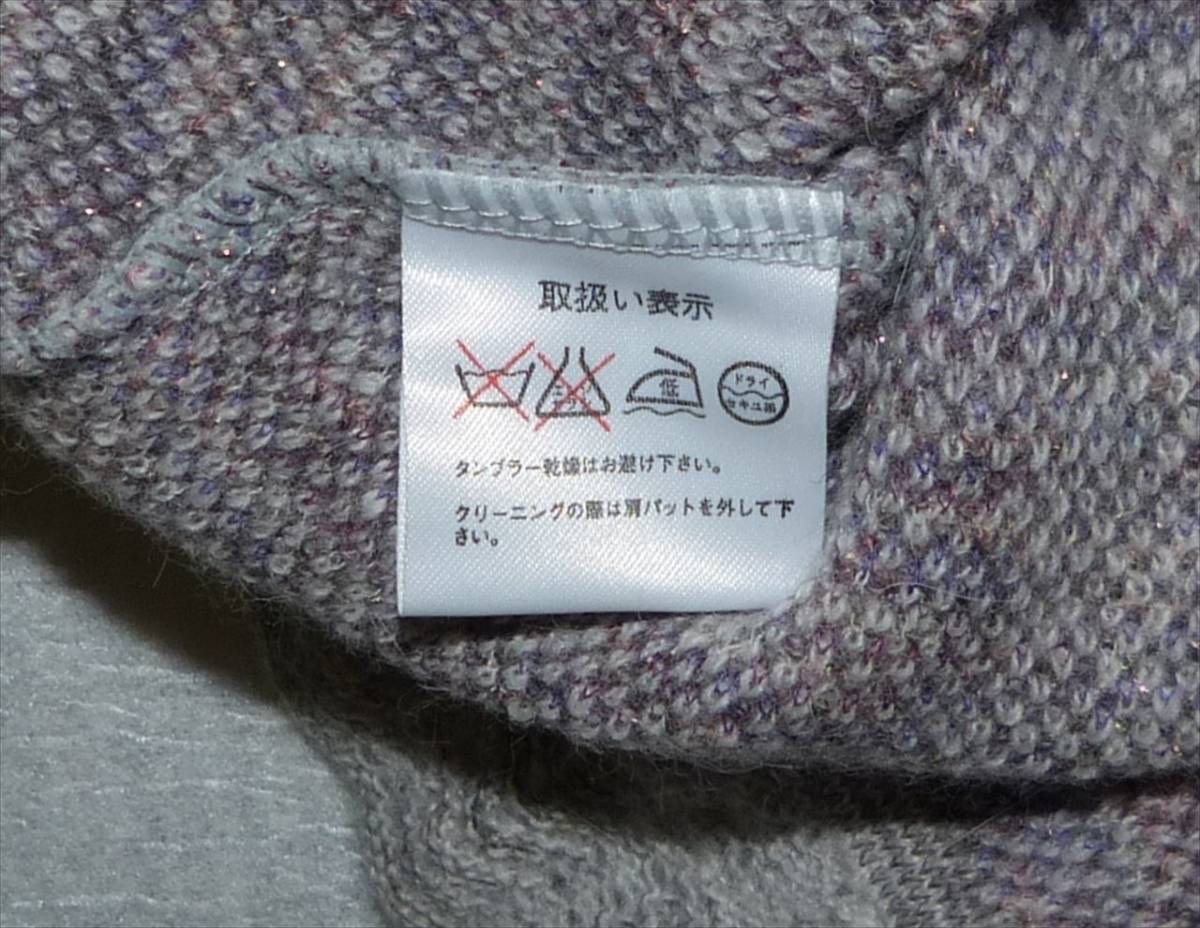 取扱い表示
低
ドライ
セキユ系
タンブラー乾燥はお避け下さい。
クリーニングの際は肩パットを外して下
さい。